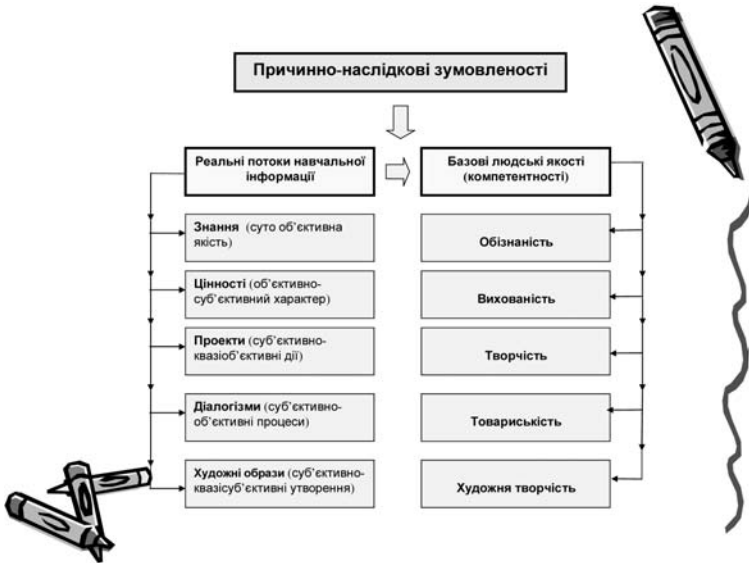 Причинно-наслідкові зумовленості
Реальні потоки навчальної
інформації
Базові людські якості
(компетентності)
Знання (суто об’єктивна
якість)
Обізнаність
Цінності (об’єктивно-
суб’єктивний характер)
Вихованість
Проекти (суб’єктивно-
квазіоб’єктивні дії)
Творчість
Діалогізми (суб’єктивно-
об’єктивні процеси)
Товариськість
Художні образи (суб’єктивно-
квазісуб’єктивні утворення)
Художня творчість